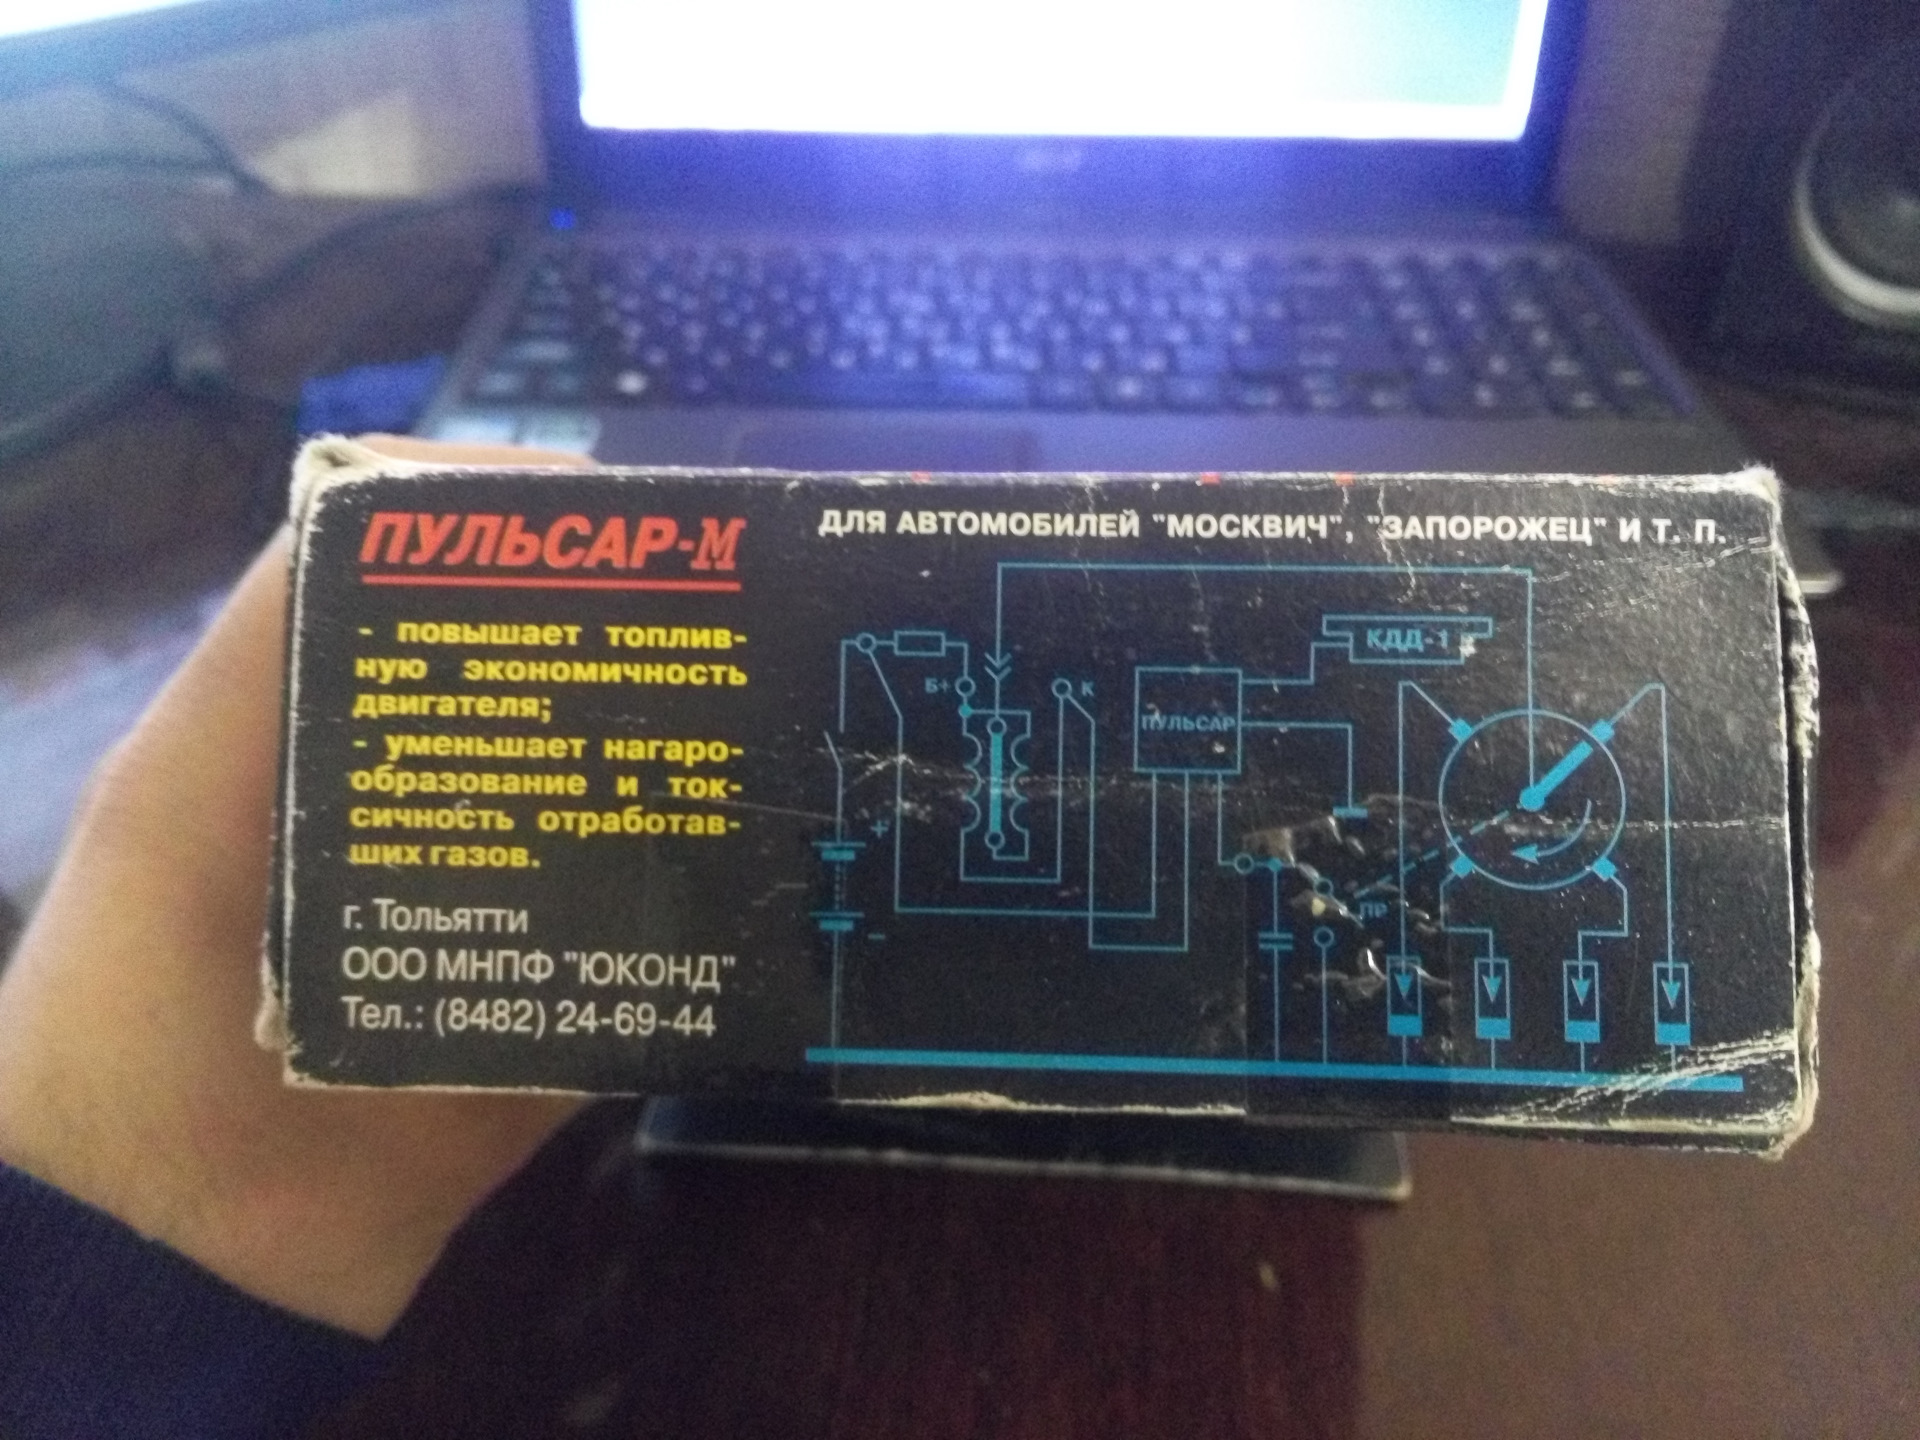 ПУЛЬСАР-М
- повышает топлив-
ную экономичность
двигателя;
- уменьшает нагаро-
образование и ток-
сичность отработав-
ших газов.
г. Тольятти
ООО МНПФ "ЮКОНД"
Тел.: (8482) 24-69-44
ДЛЯ АВТОМОБИЛЕЙ "МОСКВИЧ", "ЗАПОРОЖЕЦ" И Т. П.
КДД-1
Б+
К
ПУЛЬСАР
+
ПР
-